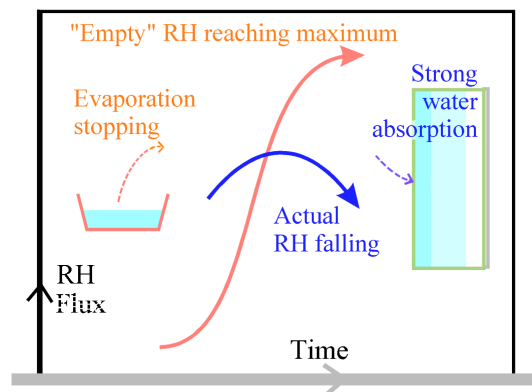 "Empty" RH reaching maximum
Evaporation
stopping
Strong
water
absorption
Actual
RH falling
RH
Flux
Time